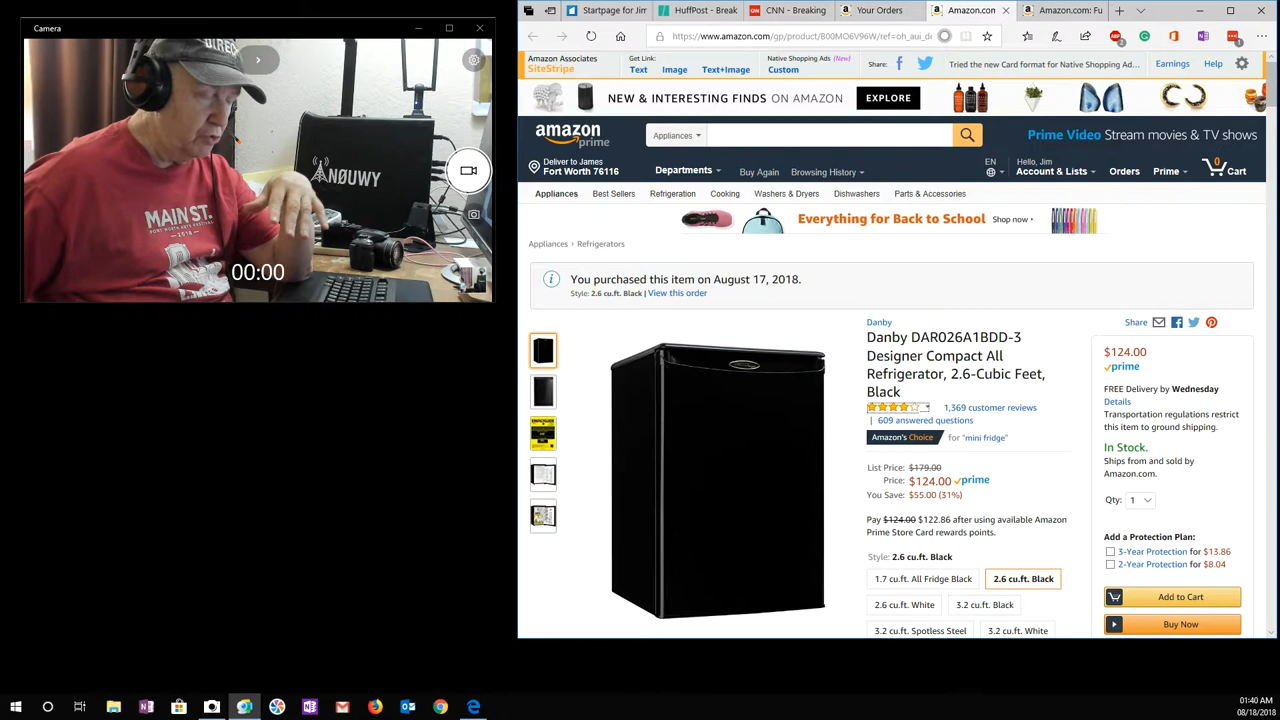 Camera
DIREC
NØUWY
MAIN ST.
FORT WORTH ARTS FESTIVAL
2016
00:00
Startpage for Jim
HuffPost - Break
CNN - Breaking
Your Orders
Amazon.con
Amazon.com: Fu
https://www.amazon.com/gp/product/B00MO6V96W/ref=oh_aui_de
Amazon Associates
SiteStripe
Get Link:
Text
Image
Text+Image
Native Shopping Ads (New)
Custom
Share:
Tried the new Card format for Native Shopping Ad...
Earnings
Help
NEW & INTERESTING FINDS ON AMAZON
EXPLORE
amazon
prime
Appliances
Prime Video Stream movies & TV shows
Deliver to James
Fort Worth 76116
Departments
Buy Again
Browsing History
EN
Hello, Jim
Account & Lists
Orders
Prime
0
Cart
Appliances
Best Sellers
Refrigeration
Cooking
Washers & Dryers
Dishwashers
Parts & Accessories
Everything for Back to School
Shop now ›
Appliances › Refrigerators
You purchased this item on August 17, 2018.
Style: 2.6 cu.ft. Black | View this order
Danby
Danby DAR026A1BDD-3
Designer Compact All
Refrigerator, 2.6-Cubic Feet,
Black
1,369 customer reviews
| 609 answered questions
Amazon's Choice
for "mini fridge"
List Price: $179.00
Price: $124.00 prime
You Save: $55.00 (31%)
Pay $124.00 $122.86 after using available Amazon
Prime Store Card rewards points.
Style: 2.6 cu.ft. Black
1.7 cu.ft. All Fridge Black
2.6 cu.ft. Black
2.6 cu.ft. White
3.2 cu.ft. Black
3.2 cu.ft. Spotless Steel
3.2 cu.ft. White
Share
$124.00
prime
FREE Delivery by Wednesday
Details
Transportation regulations restrict
this item to ground shipping.
In Stock.
Ships from and sold by
Amazon.com.
Qty: 1
Add a Protection Plan:
3-Year Protection for $13.86
2-Year Protection for $8.04
Add to Cart
Buy Now
01:40 AM
08/18/2018